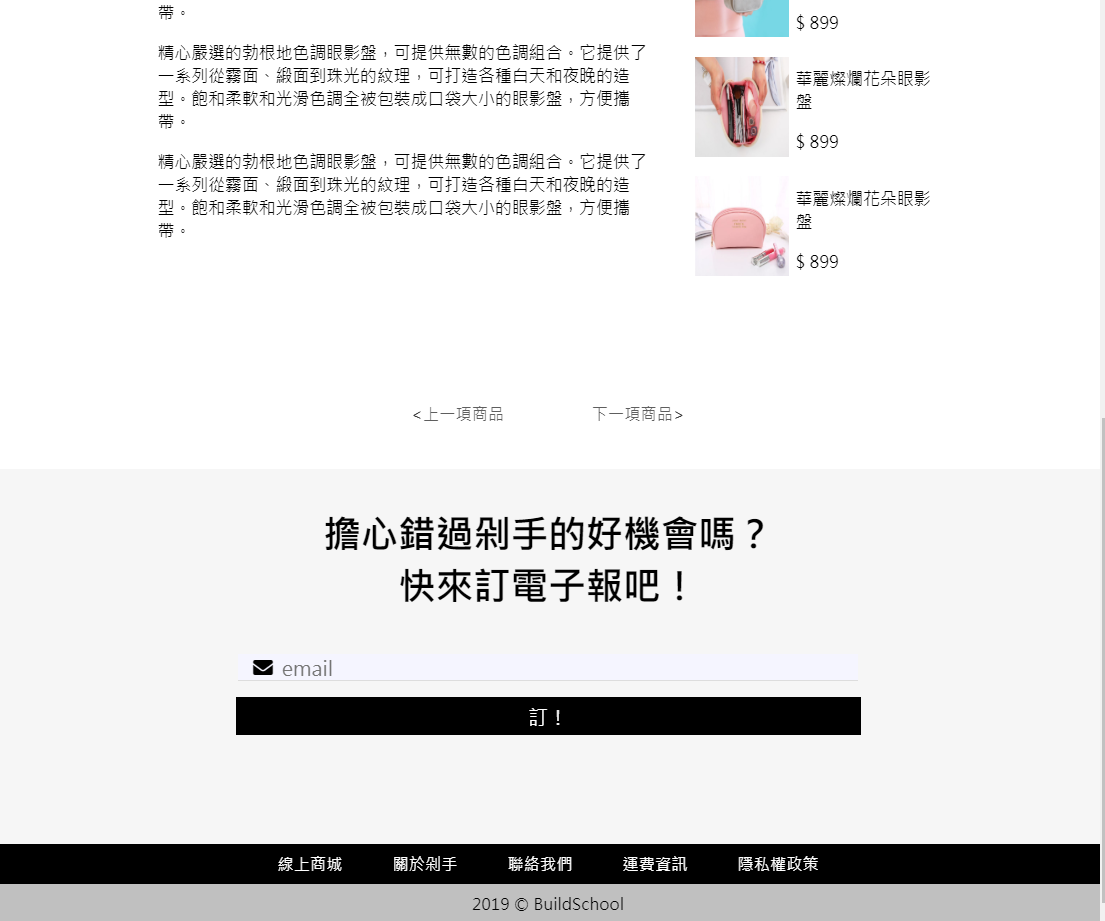 帶。
精心嚴選的勃根地色調眼影盤，可提供無數的色調組合。它提供了
一系列從霧面、緞面到珠光的紋理，可打造各種白天和夜晚的造
型。飽和柔軟和光滑色調全被包裝成口袋大小的眼影盤，方便攜
帶。
精心嚴選的勃根地色調眼影盤，可提供無數的色調組合。它提供了
一系列從霧面、緞面到珠光的紋理，可打造各種白天和夜晚的造
型。飽和柔軟和光滑色調全被包裝成口袋大小的眼影盤，方便攜
帶。
$ 899
華麗燦爛花朵眼影
盤
$ 899
華麗燦爛花朵眼影
盤
$ 899
<上一項商品
下一項商品>
擔心錯過剁手的好機會嗎？
快來訂電子報吧！
email
訂！
線上商城 關於剁手 聯絡我們 運費資訊 隱私權政策
2019 © BuildSchool